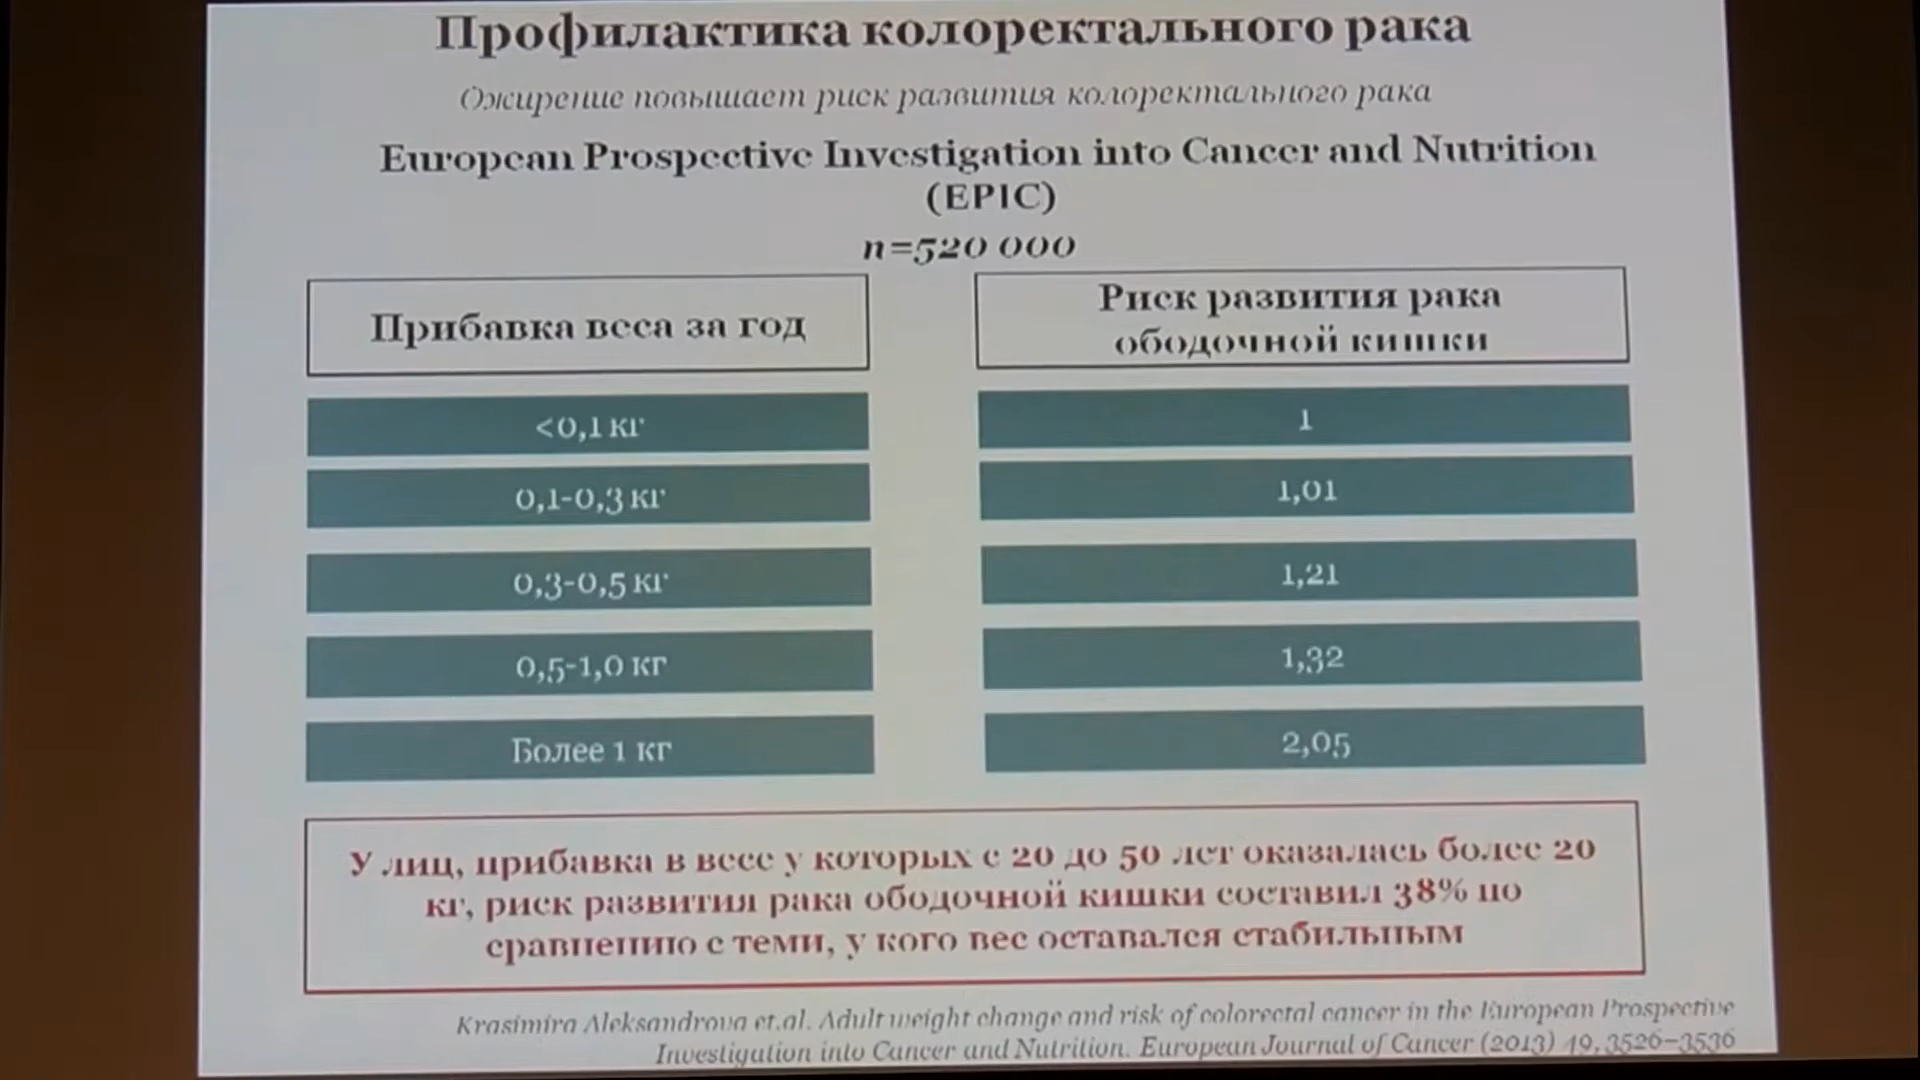 Профилактика колоректального рака
Ожирение повышает риск развития колоректального рака
European Prospective Investigation into Cancer and Nutrition
(EPIC)
n=520 000
Прибавка веса за год
Риск развития рака
ободочной кишки
<0,1 кг
1
0,1-0,3 кг
1,01
0,3-0,5 кг
1,21
0,5-1,0 кг
1,32
Более 1 кг
2,05
У лиц, прибавка в весе у которых с 20 до 50 лет оказалась более 20
кг, риск развития рака ободочной кишки составил 38% по
сравнению с теми, у кого вес оставался стабильным
Krasimira Aleksandrova et.al. Adult weight change and risk of colorectal cancer in the European Prospective
Investigation into Cancer and Nutrition. European Journal of Cancer (2013) 49, 3526–3536